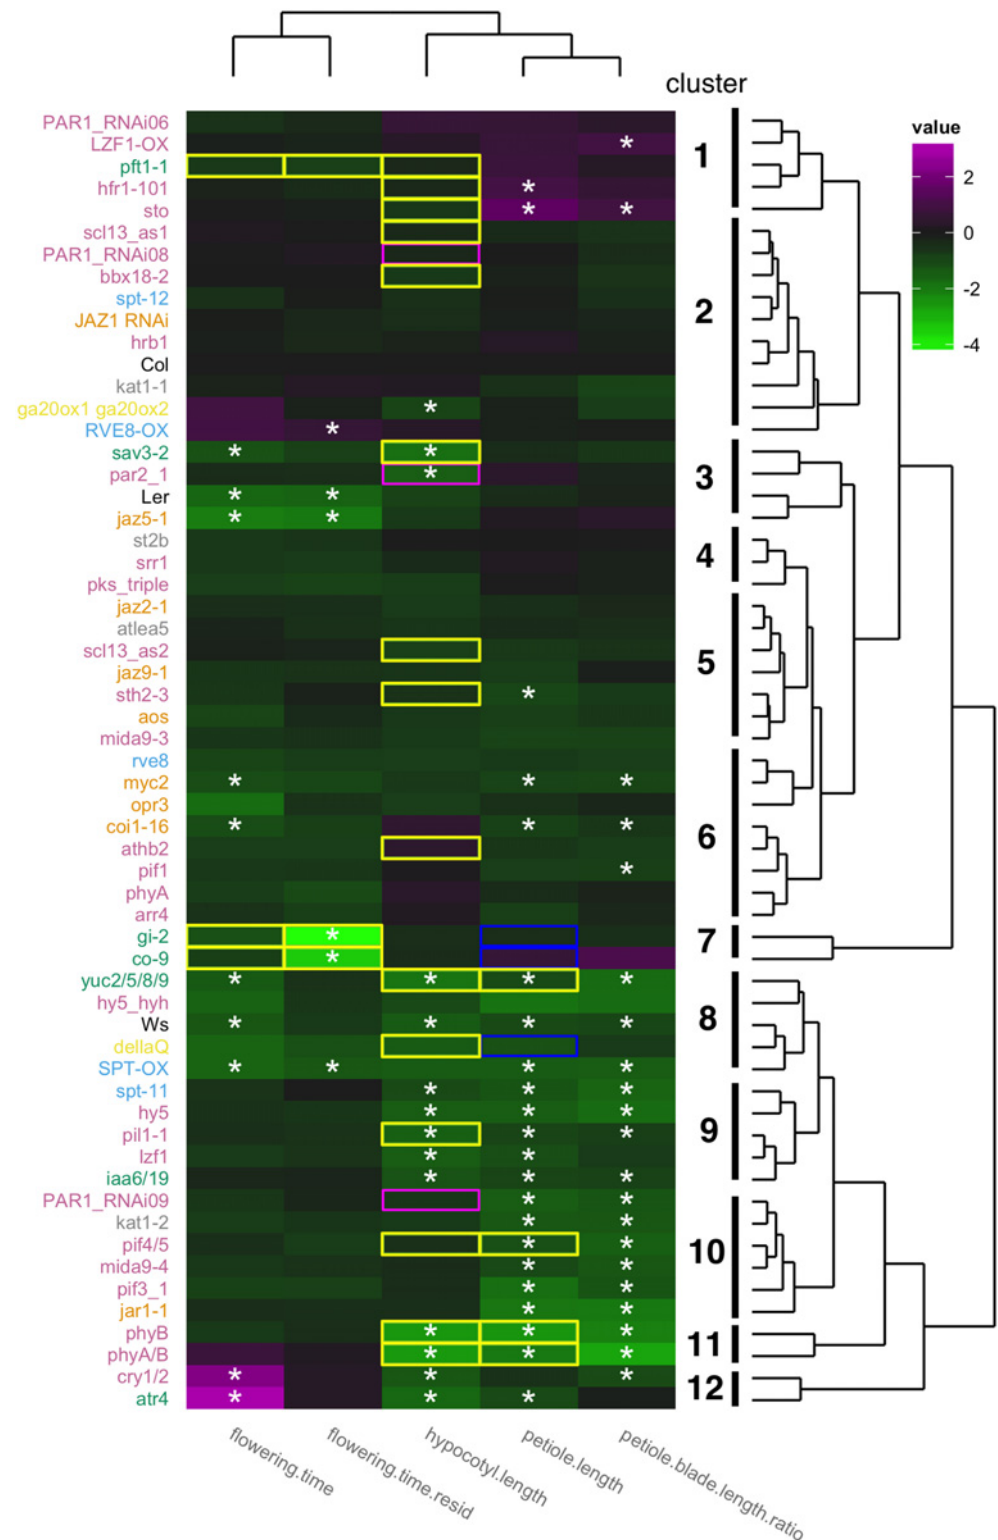 cluster
PAR1_RNAi06
LZF1-OX
pft1-1
hfr1-101
sto
scl13_as1
PAR1_RNAi08
bbx18-2
spt-12
JAZ1 RNAi
hrb1
Col
kat1-1
ga20ox1 ga20ox2
RVE8-OX
sav3-2
par2_1
Ler
jaz5-1
st2b
srr1
pks_triple
jaz2-1
atlea5
scl13_as2
jaz9-1
sth2-3
aos
mida9-3
rve8
myc2
opr3
coi1-16
athb2
pif1
phyA
arr4
gi-2
co-9
yuc2/5/8/9
hy5_hyh
Ws
dellaQ
SPT-OX
spt-11
hy5
pil1-1
lzf1
iaa6/19
PAR1_RNAi09
kat1-2
pif4/5
mida9-4
pif3_1
jar1-1
phyB
phyA/B
cry1/2
atr4
1
2
3
4
5
6
7
8
9
10
11
12
value
2
0
-2
-4
flowering.time
flowering.time.resid
hypocotyl.length
petiole.length
petiole.blade.length.ratio